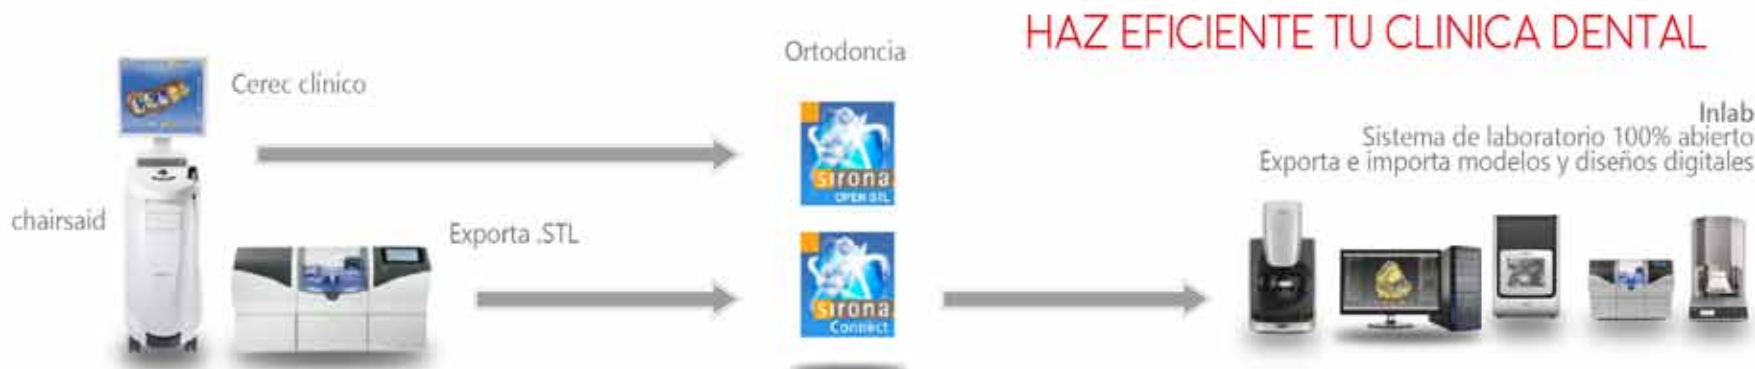 HAZ EFICIENTE TU CLINICA DENTAL
Ortodoncia
Cerec clínico
chairsaid
Exporta .STL
sirona
OPEN STL
sirona
Connect
Inlab
Sistema de laboratorio 100% abierto
Exporta e importa modelos y diseños digitales